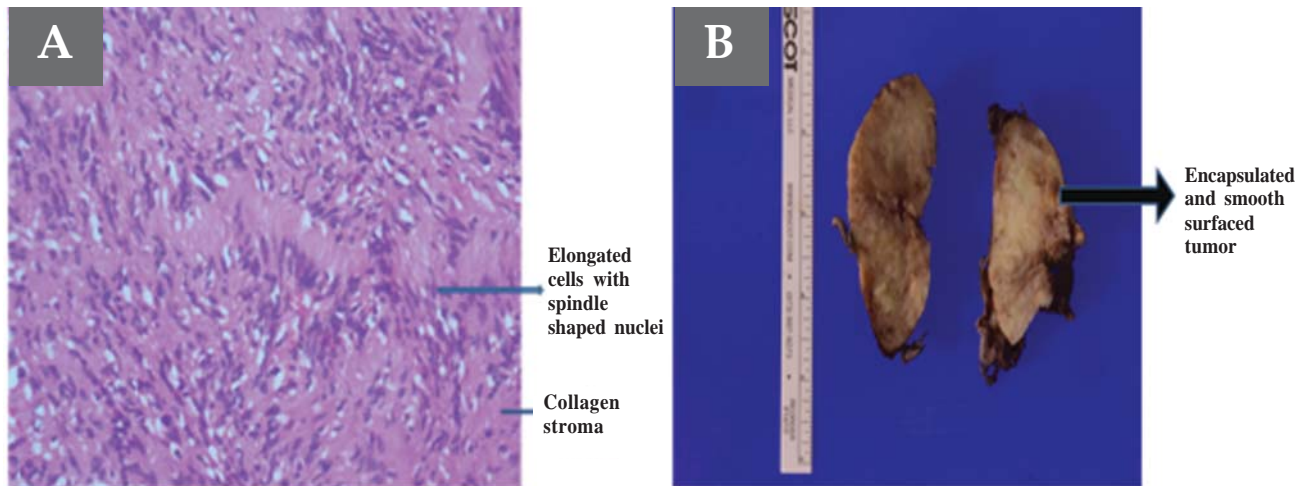 A
Elongated
cells with
spindle
shaped nuclei
Collagen
stroma
B
Encapsulated
and smooth
surfaced
tumor